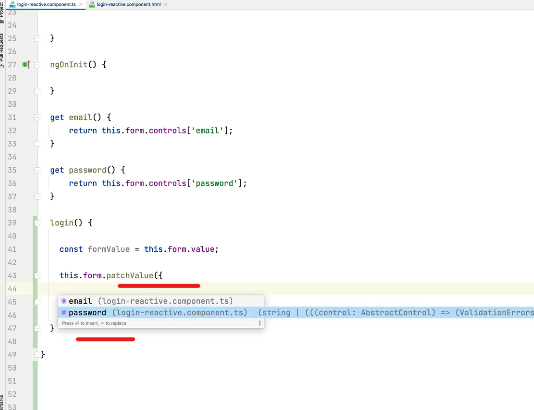 login-reactive.component.ts
login-reactive.component.html
23
24
25 }
26
27 ngOnInit() {
28
29 }
30
31 get email() {
32 return this.form.controls['email'];
33 }
34
35 get password() {
36 return this.form.controls['password'];
37 }
38
39 login() {
40
41 const formValue = this.form.value;
42
43 this.form.patchValue({
44
45 email (login-reactive.component.ts)
46 password (login-reactive.component.ts) (string | (((control: AbstractControl) => (ValidationErrors
Press ⏎ to insert, → to replace
47 }
48
49 }
50
51
52
53